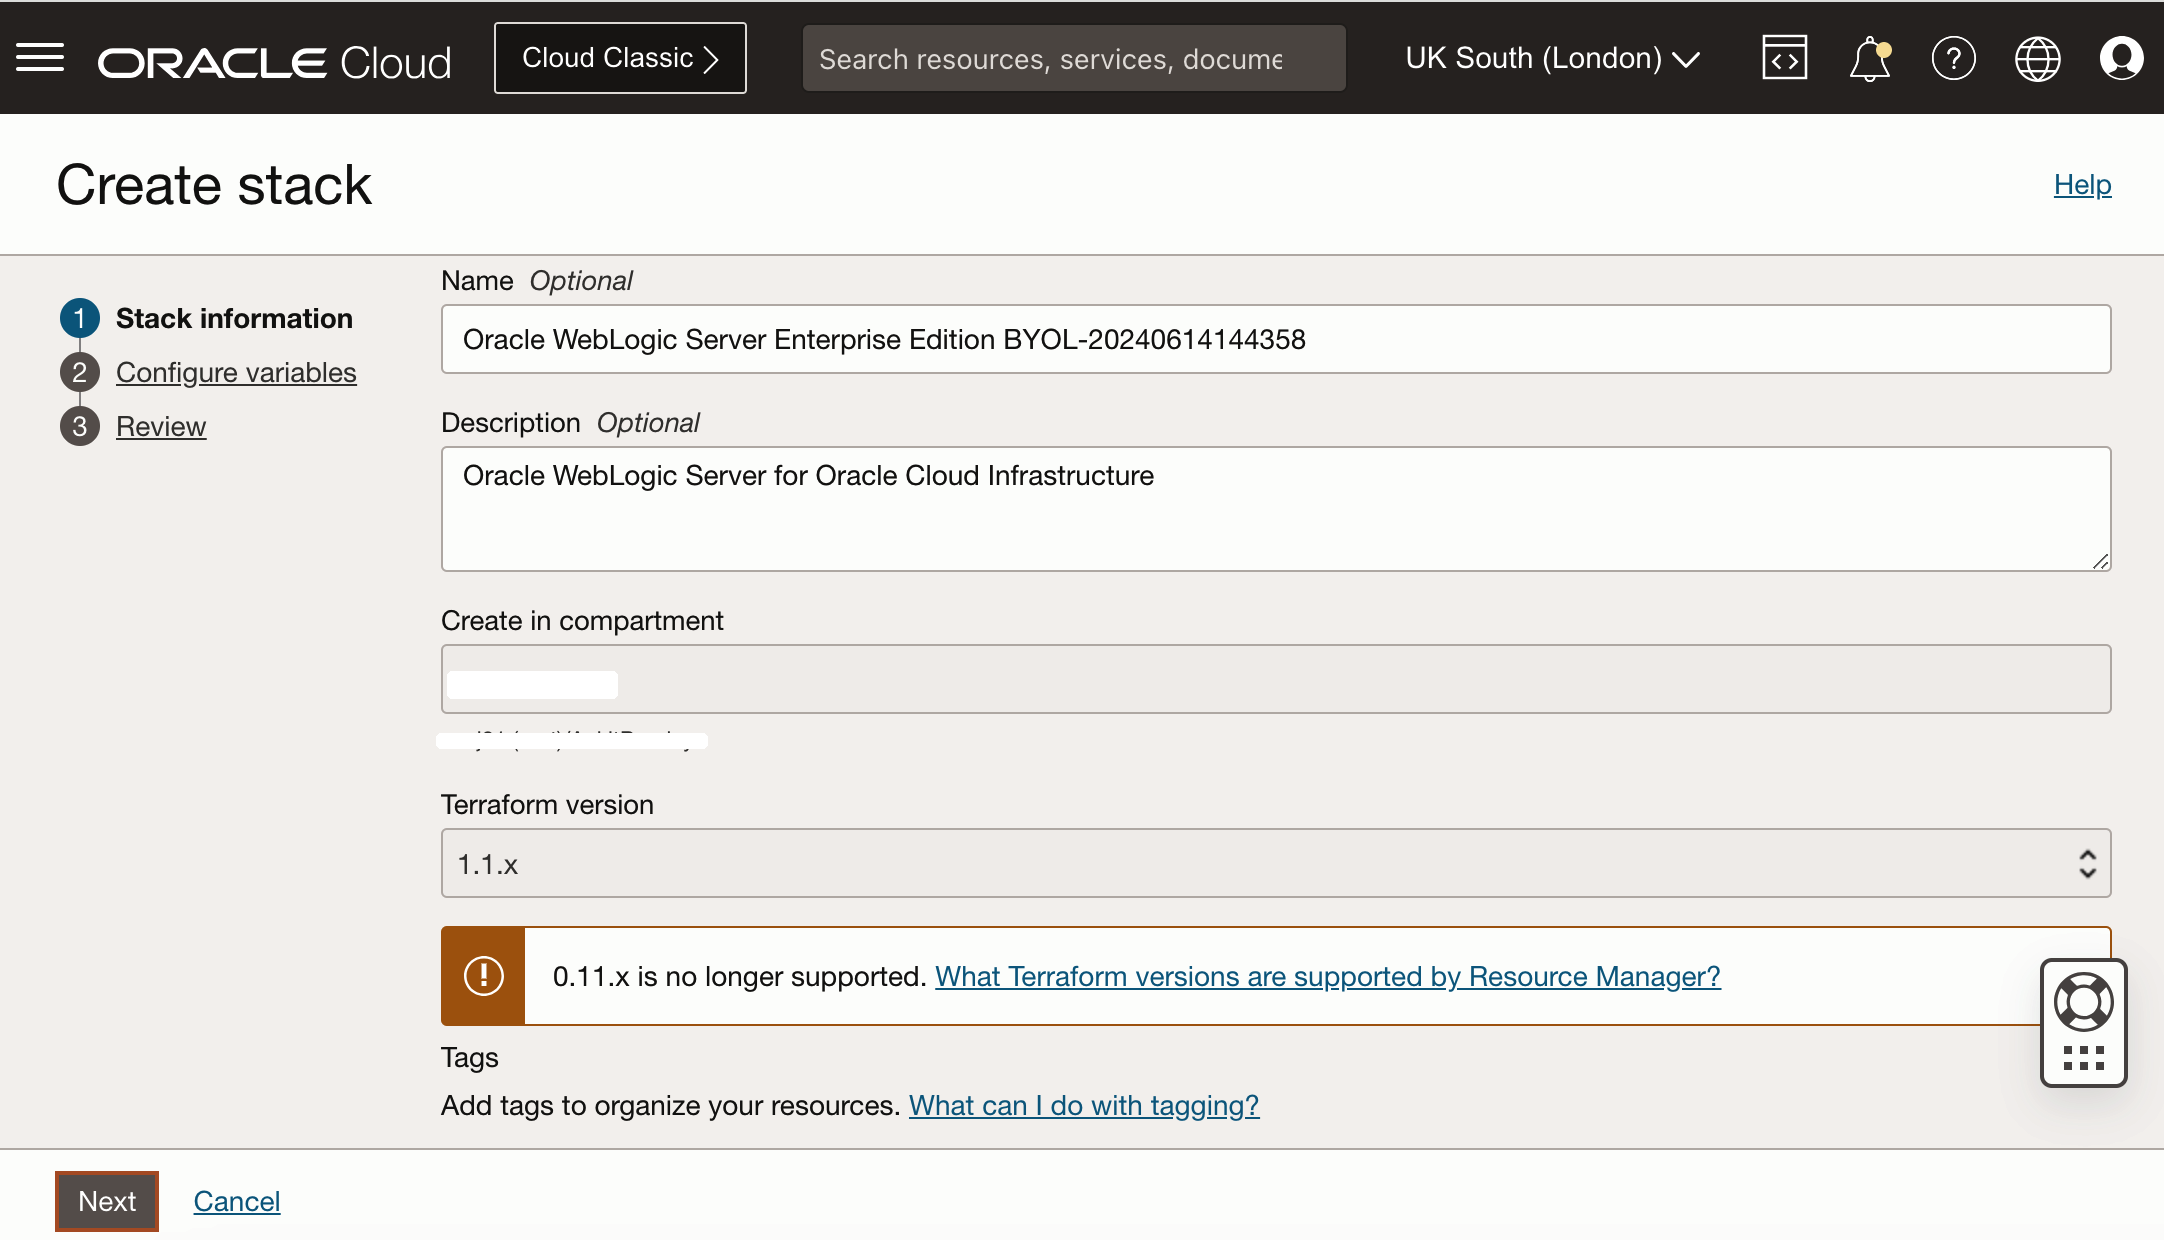 ORACLE Cloud
Cloud Classic
Search resources, services, docume
UK South (London)
Create stack
Help
1 Stack information
2 Configure variables
3 Review
Name Optional
Oracle WebLogic Server Enterprise Edition BYOL-20240614144358
Description Optional
Oracle WebLogic Server for Oracle Cloud Infrastructure
Create in compartment
Terraform version
1.1.x
0.11.x is no longer supported. What Terraform versions are supported by Resource Manager?
Tags
Add tags to organize your resources. What can I do with tagging?
Next Cancel